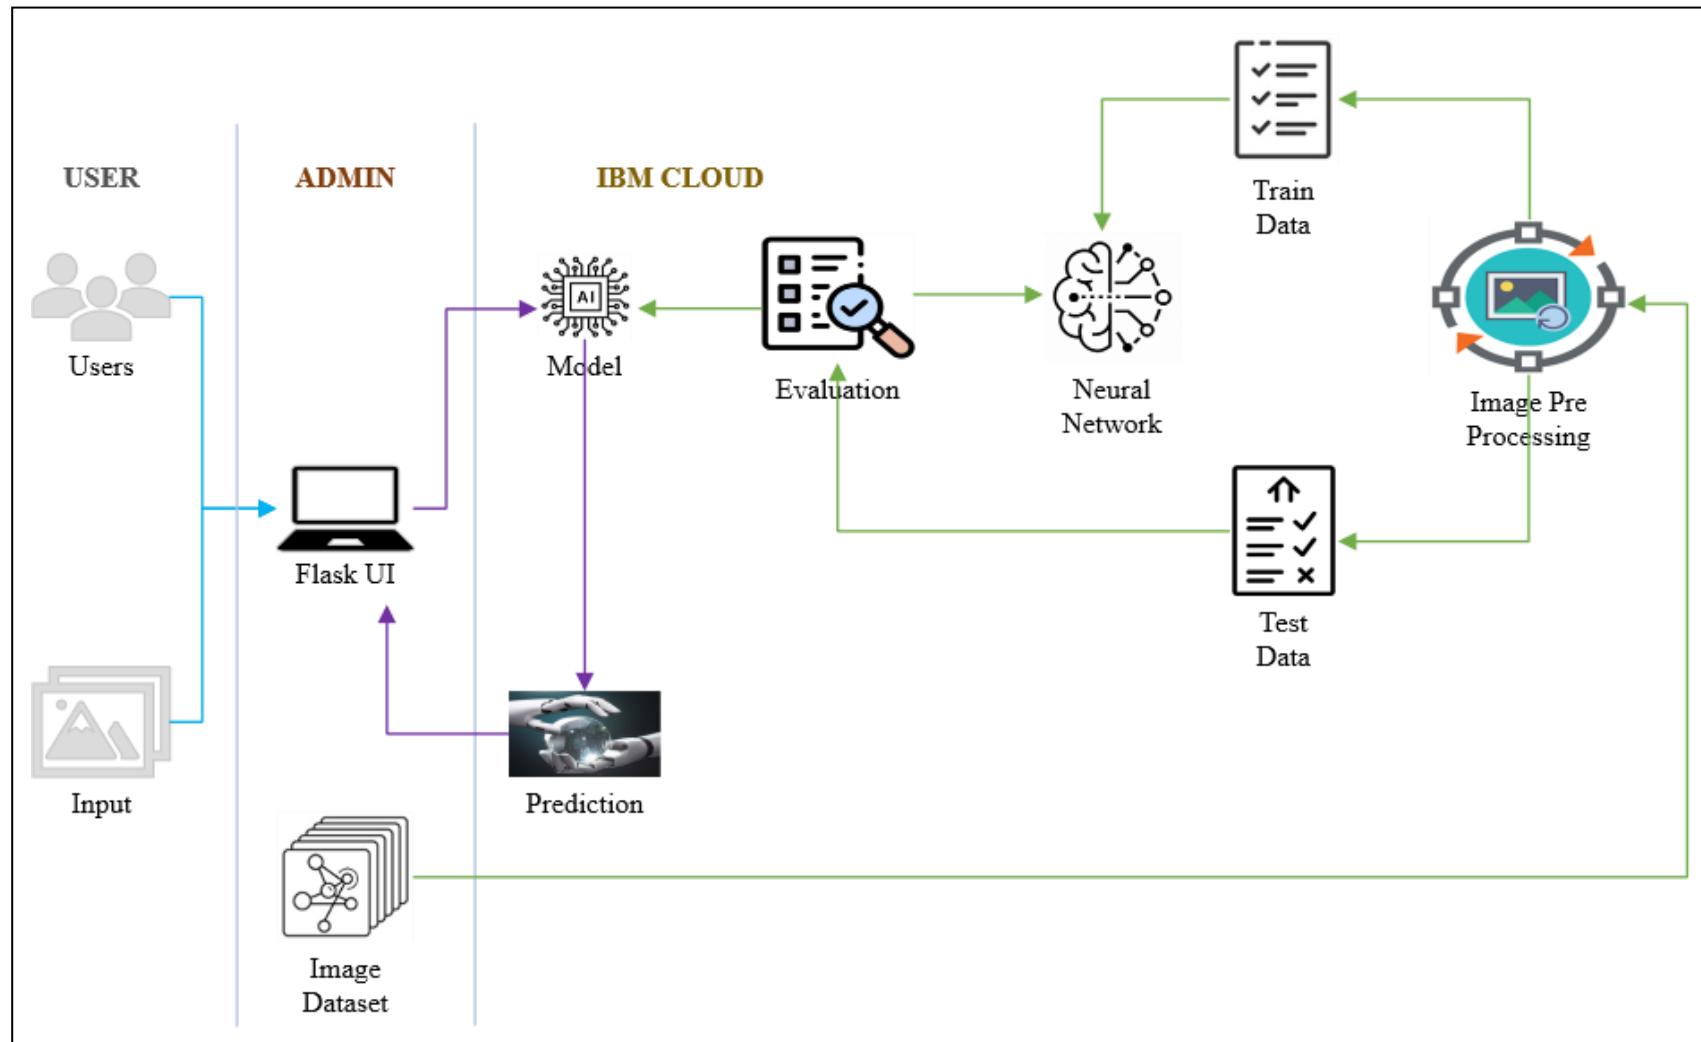 USER
ADMIN
IBM CLOUD
Train
Data
Users
Model
AI
Evaluation
Neural
Network
Image Pre
Processing
Flask UI
Test
Data
Input
Prediction
Image
Dataset